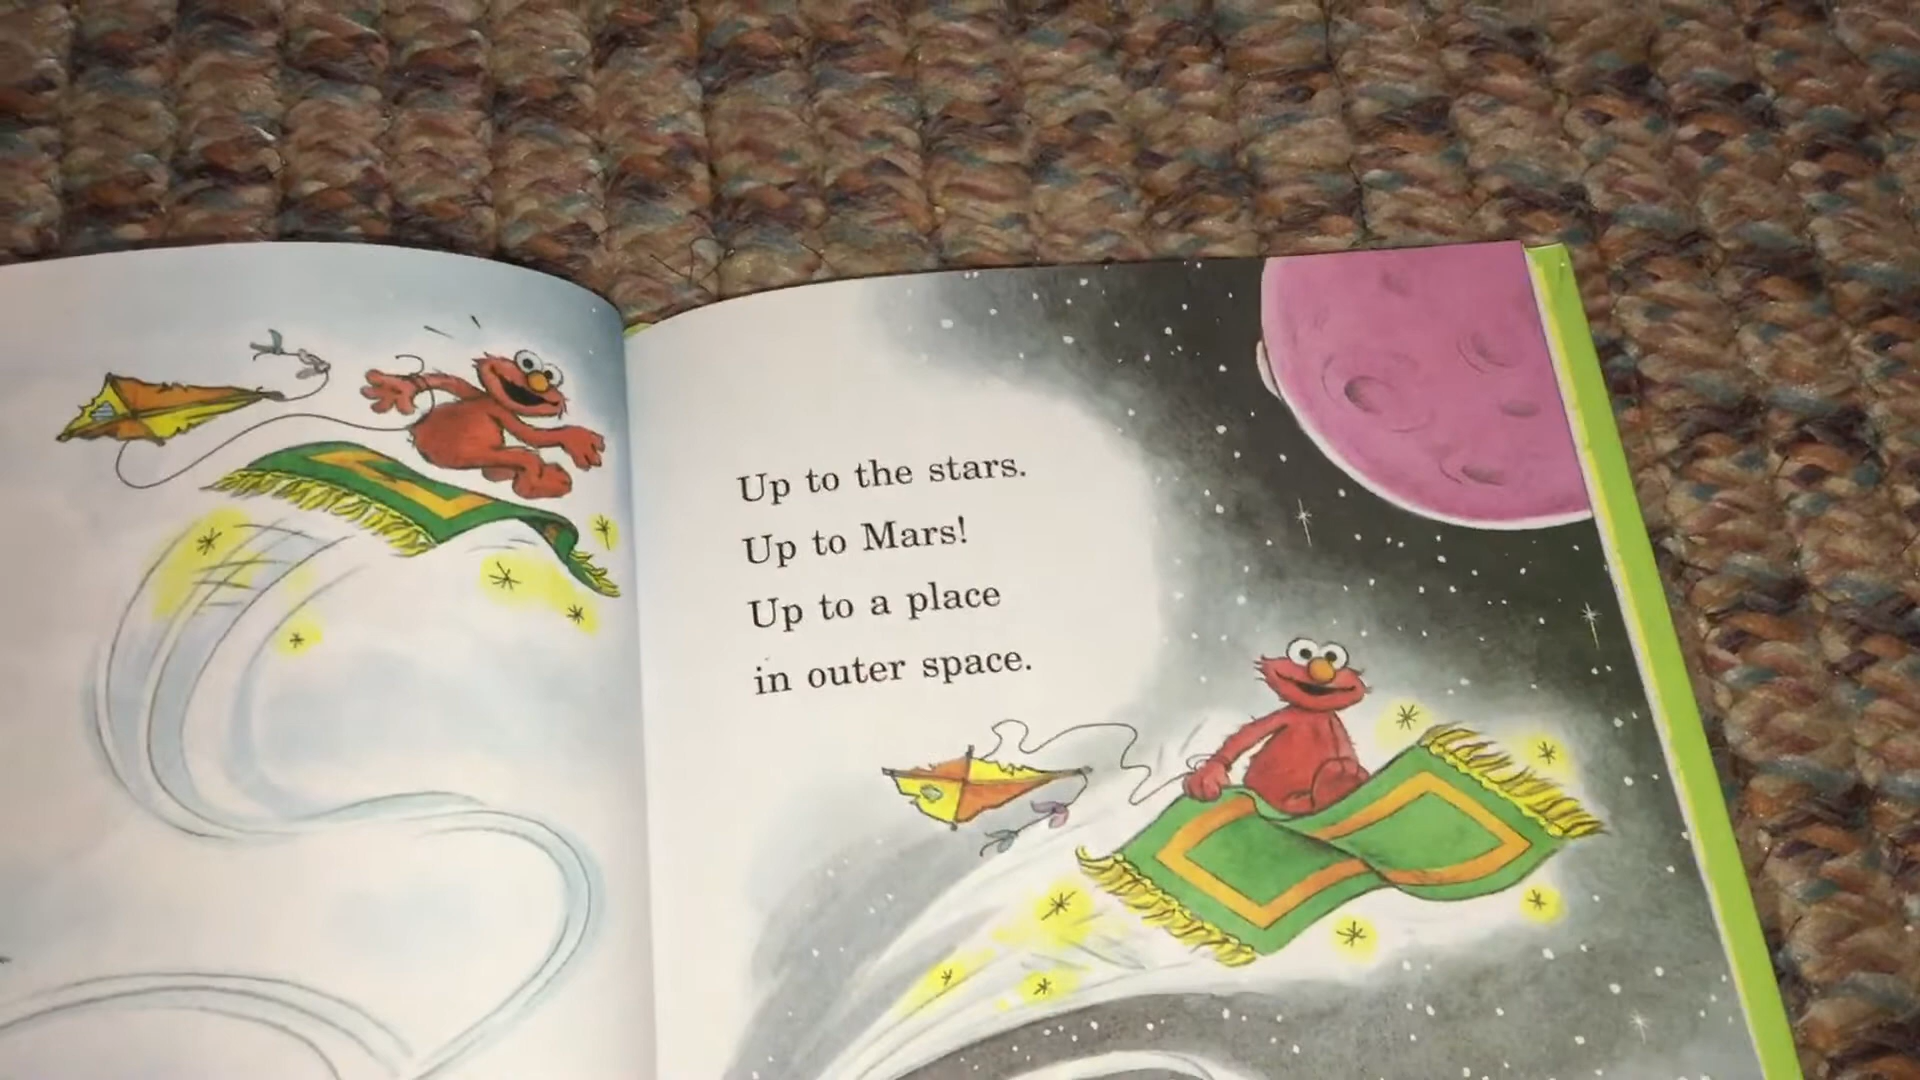 Up to the stars.
Up to Mars!
Up to a place
in outer space.